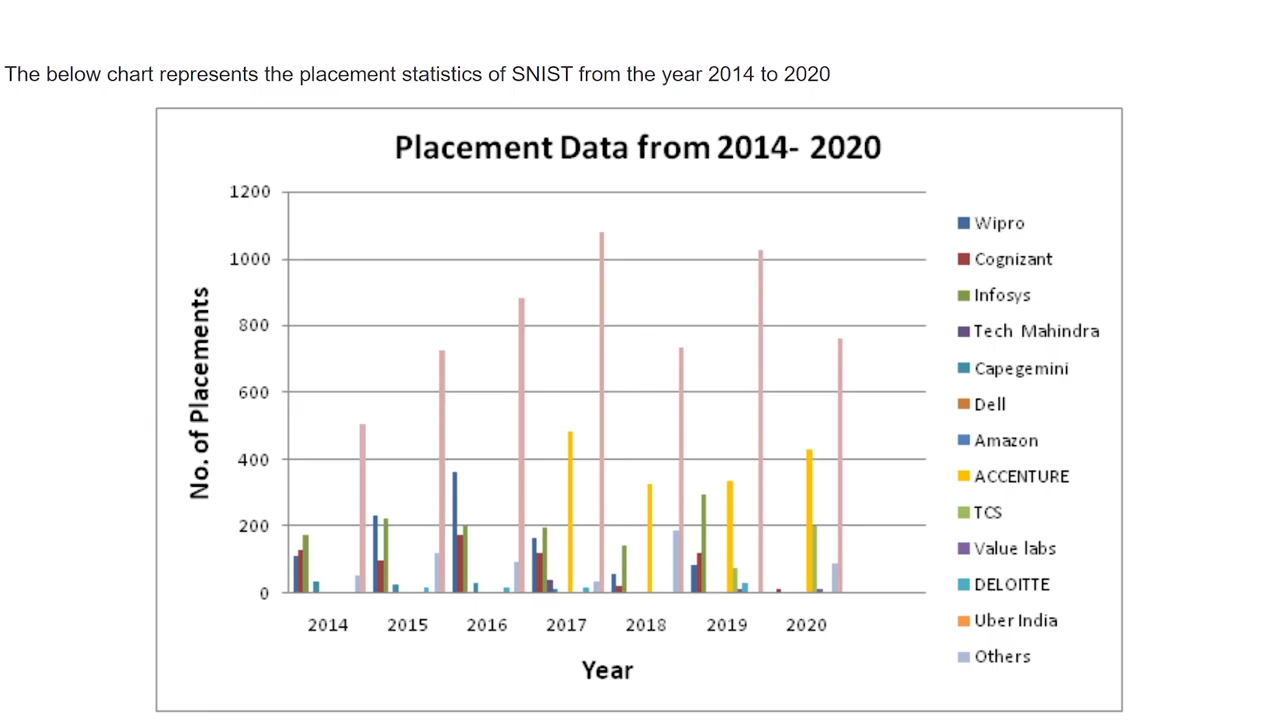 The below chart represents the placement statistics of SNIST from the year 2014 to 2020
Placement Data from 2014- 2020
1200
1000
800
600
400
200
0
No. of Placements
2014 2015 2016 2017 2018 2019 2020
Year
Wipro
Cognizant
Infosys
Tech Mahindra
Capegemini
Dell
Amazon
ACCENTURE
TCS
Value labs
DELOITTE
Uber India
Others